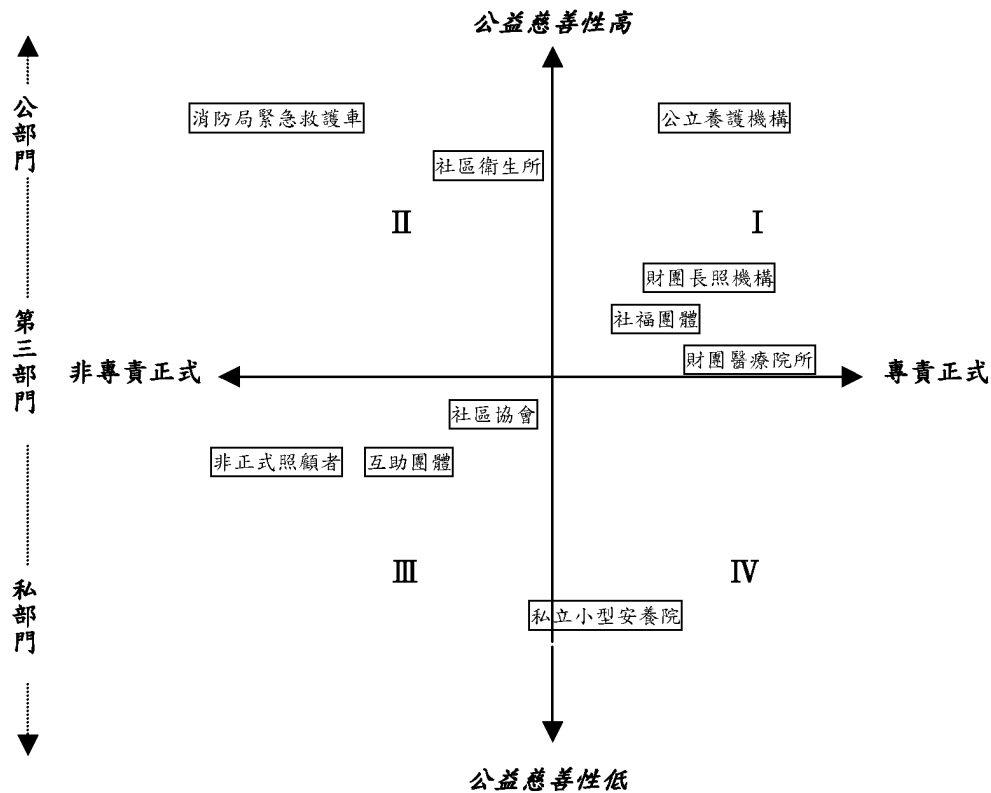 公益慈善性高
公部門
消防局緊急救護車
公立養護機構
社區衛生所
Ⅱ
Ⅰ
財團長照機構
第三部門
社福團體
財團醫療院所
非專責正式
專責正式
社區協會
非正式照顧者
互助團體
Ⅲ
Ⅳ
私部門
私立小型安養院
公益慈善性低